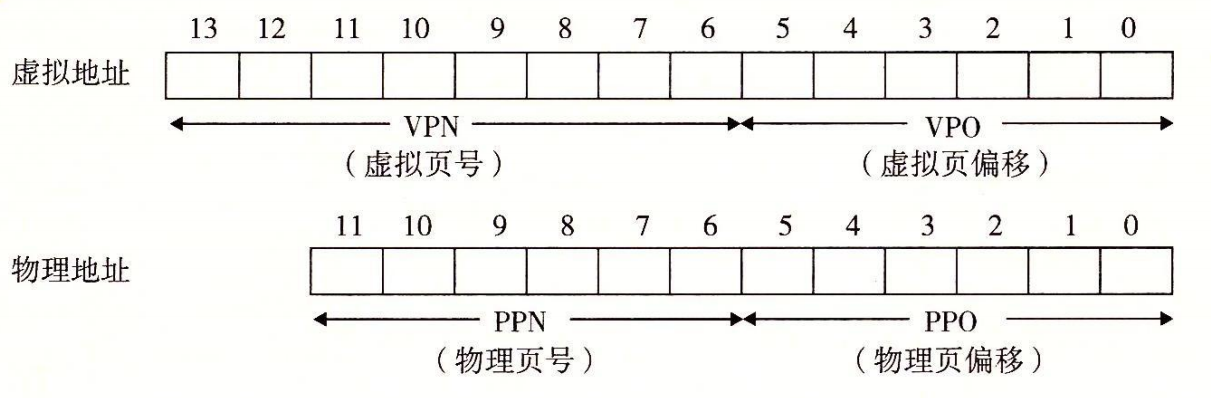 13 12 11 10 9 8 7 6 5 4 3 2 1 0
虚拟地址
VPN VPO
（虚拟页号） （虚拟页偏移）
11 10 9 8 7 6 5 4 3 2 1 0
物理地址
PPN PPO
（物理页号） （物理页偏移）